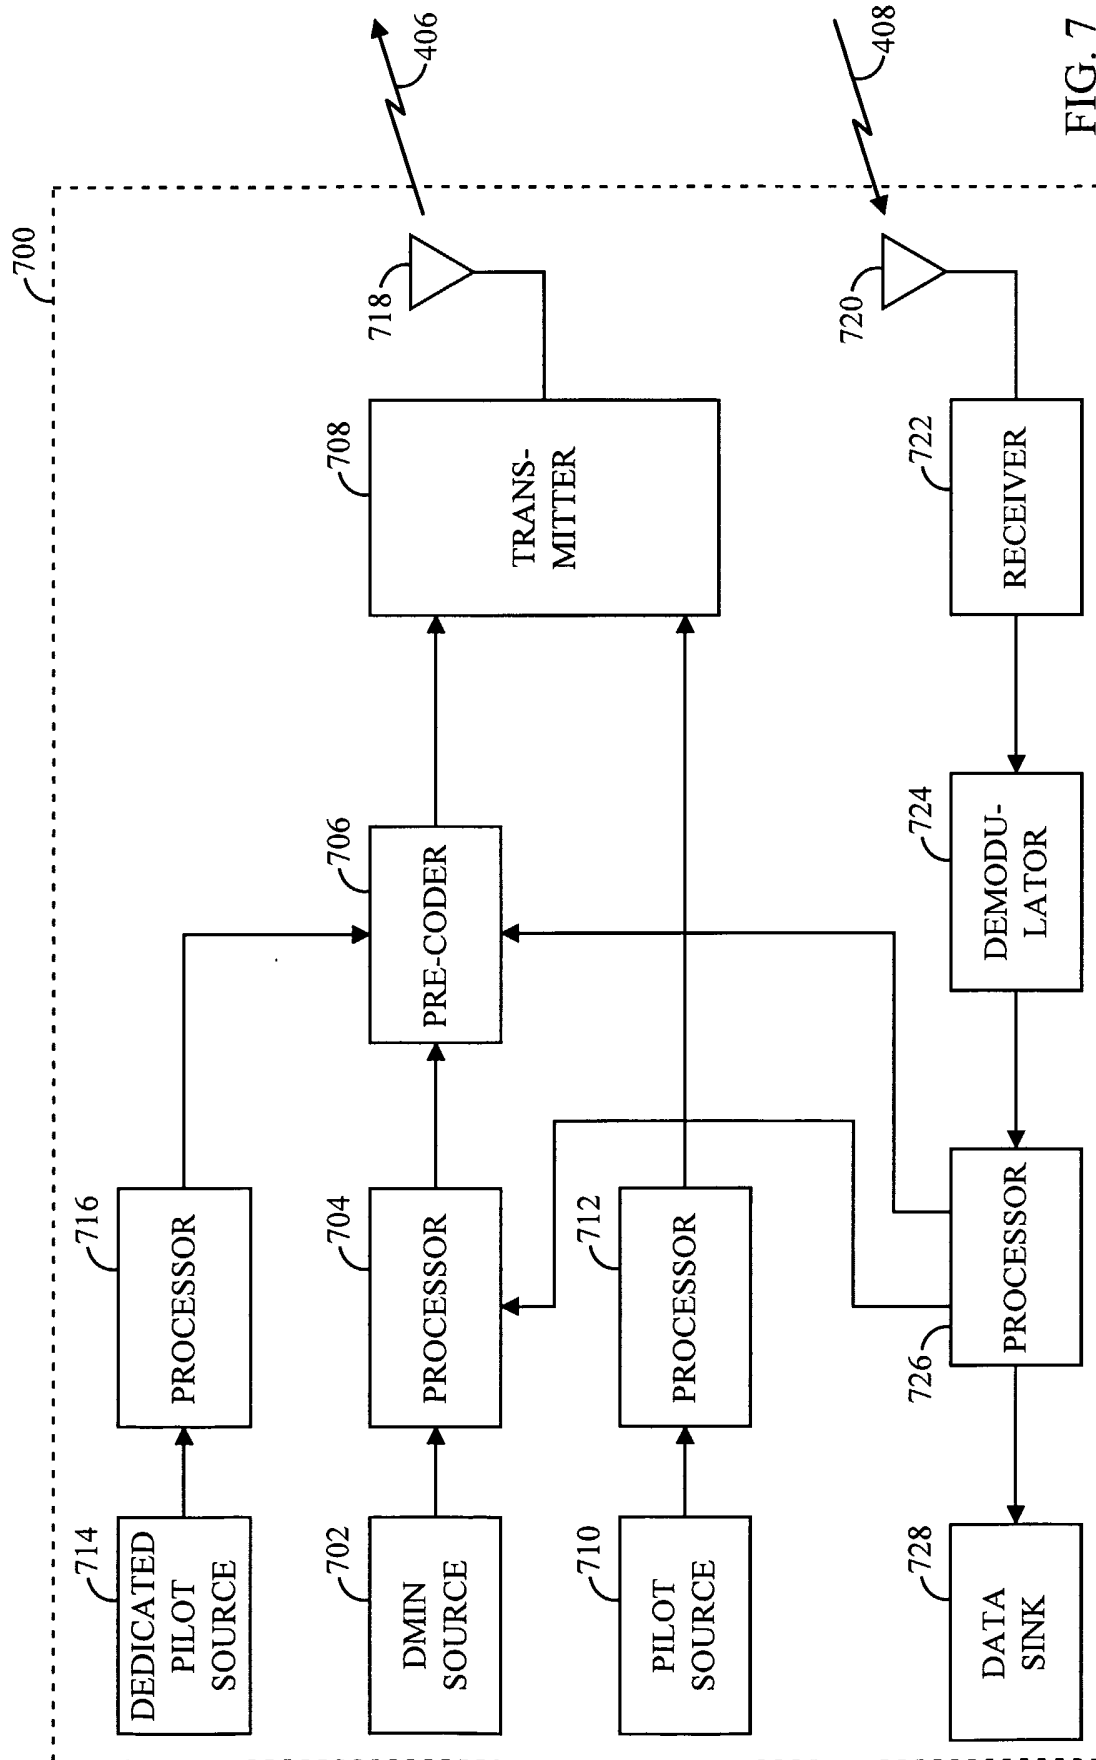 700
714
DEDICATED
PILOT
SOURCE
716
PROCESSOR
702
DMIN
SOURCE
704
PROCESSOR
706
PRE-CODER
708
TRANS-
MITTER
718
406
710
PILOT
SOURCE
712
PROCESSOR
728
DATA
SINK
726
PROCESSOR
724
DEMODU-
LATOR
722
RECEIVER
720
408
FIG. 7